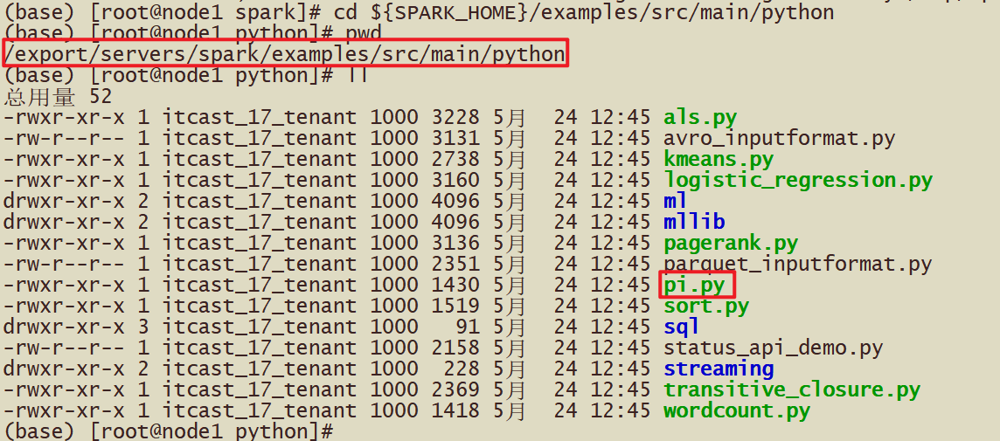 (base) [root@node1 spark]# cd ${SPARK_HOME}/examples/src/main/python
(base) [root@node1 python]# pwd
/export/servers/spark/examples/src/main/python
(base) [root@node1 python]# ll
总用量 52
-rwxr-xr-x 1 itcast_17_tenant 1000 3228 5月  24 12:45 als.py
-rw-r--r-- 1 itcast_17_tenant 1000 3131 5月  24 12:45 avro_inputformat.py
-rwxr-xr-x 1 itcast_17_tenant 1000 2738 5月  24 12:45 kmeans.py
-rwxr-xr-x 1 itcast_17_tenant 1000 3160 5月  24 12:45 logistic_regression.py
drwxr-xr-x 2 itcast_17_tenant 1000 4096 5月  24 12:45 ml
drwxr-xr-x 2 itcast_17_tenant 1000 4096 5月  24 12:45 mllib
-rwxr-xr-x 1 itcast_17_tenant 1000 3136 5月  24 12:45 pagerank.py
-rw-r--r-- 1 itcast_17_tenant 1000 2351 5月  24 12:45 parquet_inputformat.py
-rwxr-xr-x 1 itcast_17_tenant 1000 1430 5月  24 12:45 pi.py
-rwxr-xr-x 1 itcast_17_tenant 1000 1519 5月  24 12:45 sort.py
drwxr-xr-x 3 itcast_17_tenant 1000   91 5月  24 12:45 sql
-rw-r--r-- 1 itcast_17_tenant 1000 2158 5月  24 12:45 status_api_demo.py
drwxr-xr-x 2 itcast_17_tenant 1000  228 5月  24 12:45 streaming
-rwxr-xr-x 1 itcast_17_tenant 1000 2369 5月  24 12:45 transitive_closure.py
-rwxr-xr-x 1 itcast_17_tenant 1000 1418 5月  24 12:45 wordcount.py
(base) [root@node1 python]#